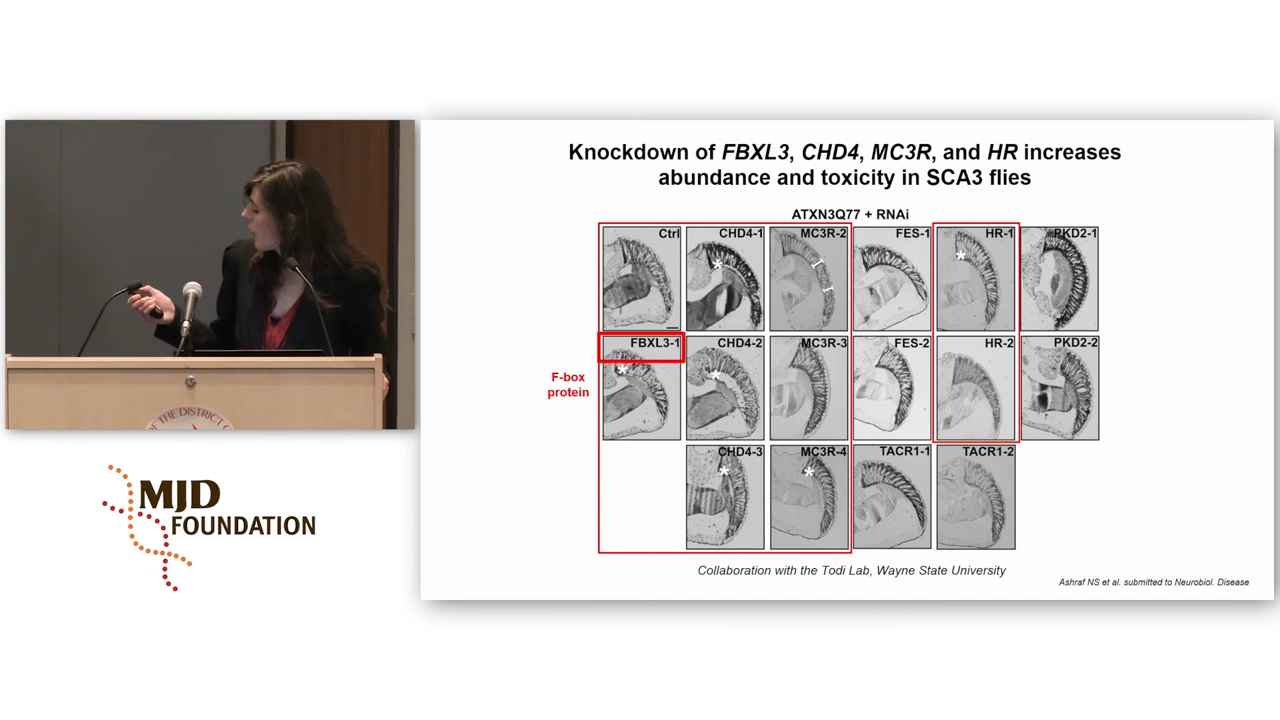 Knockdown of FBXL3, CHD4, MC3R, and HR increases
abundance and toxicity in SCA3 flies
ATXN3Q77 + RNAi
Ctrl
CHD4-1
MC3R-2
FES-1
HR-1
PKD2-1
FBXL3-1
CHD4-2
MC3R-3
FES-2
HR-2
PKD2-2
F-box
protein
CHD4-3
MC3R-4
TACR1-1
TACR1-2
Collaboration with the Todi Lab, Wayne State University
Ashraf NS et al. submitted to Neurobiol. Disease
OF THE DISTRICT
MJD
FOUNDATION